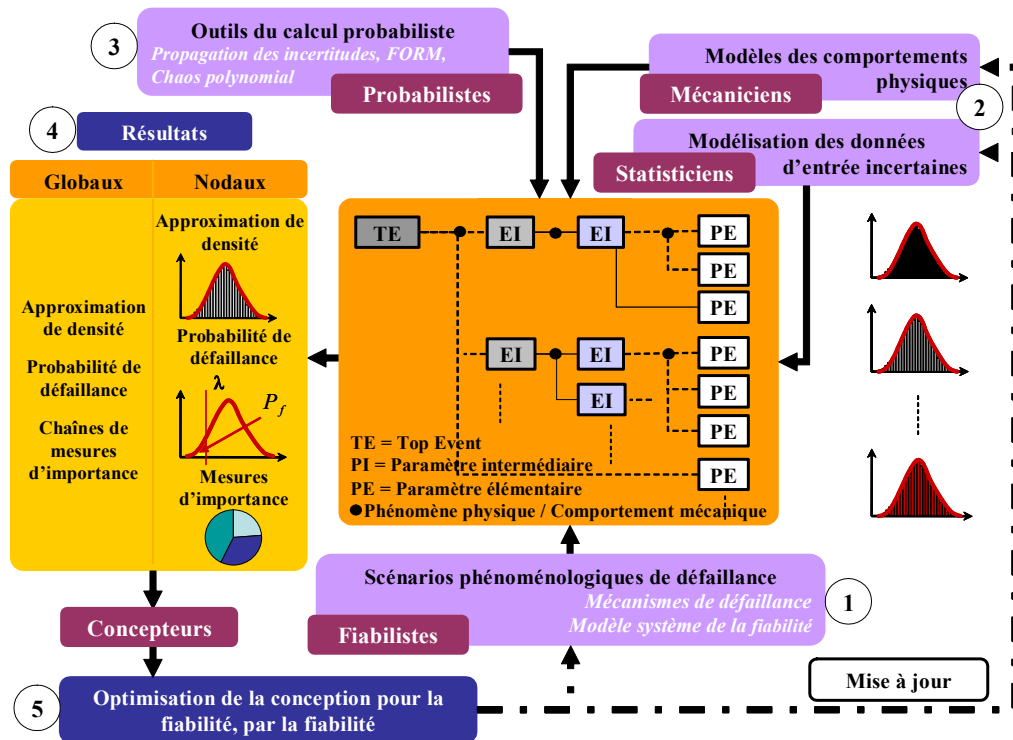 3
Outils du calcul probabiliste
Propagation des incertitudes, FORM,
Chaos polynomial
Probabilistes
Modèles des comportements
physiques
Mécaniciens
2
Modélisation des données
d'entrée incertaines
Statisticiens
4
Résultats
Globaux
Nodaux
Approximation
de densité
Probabilité de
défaillance
Chaînes de
mesures
d'importance
Approximation de
densité
Probabilité de
défaillance
λ
P_f
Mesures
d'importance
TE
EI
EI
PE
PE
PE
EI
EI
PE
EI
PE
PE
PE
TE = Top Event
PI = Paramètre intermédiaire
PE = Paramètre élémentaire
●Phénomène physique / Comportement mécanique
Scénarios phénoménologiques de défaillance
Mécanismes de défaillance
Modèle système de la fiabilité
1
Fiabilistes
Concepteurs
5
Optimisation de la conception pour la
fiabilité, par la fiabilité
Mise à jour